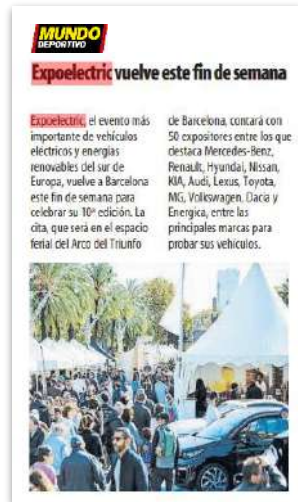 MUNDO
DEPORTIVO
Expoelectric vuelve este fin de semana
Expoelectric, el evento más
importante de vehículos
eléctricos y energías
renovables del sur de
Europa, vuelve a Barcelona
este fin de semana para
celebrar su 10ª edición. La
cita, que será en el espacio
ferial del Arco del Triunfo
de Barcelona, contará con
50 expositores entre los que
destaca Mercedes-Benz,
Renault, Hyundai, Nissan,
KIA, Audi, Lexus, Toyota,
MG, Volkswagen, Dacia y
Energica, entre las
principales marcas para
probar sus vehículos.